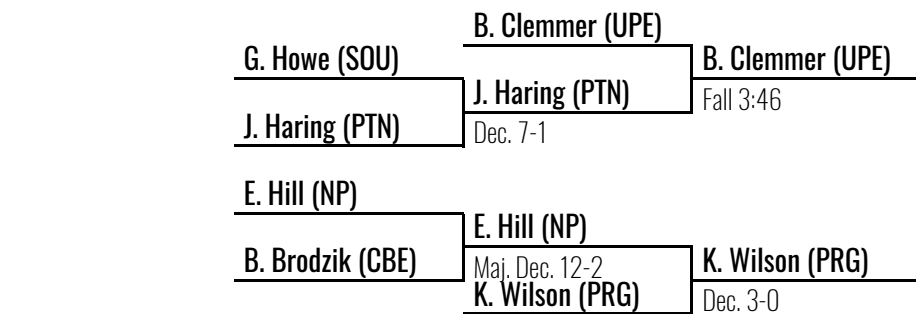 B. Clemmer (UPE)
G. Howe (SOU)
B. Clemmer (UPE)
J. Haring (PTN)
Fall 3:46
J. Haring (PTN)
Dec. 7-1
E. Hill (NP)
E. Hill (NP)
B. Brodzik (CBE)
Maj. Dec. 12-2
K. Wilson (PRG)
K. Wilson (PRG)
Dec. 3-0